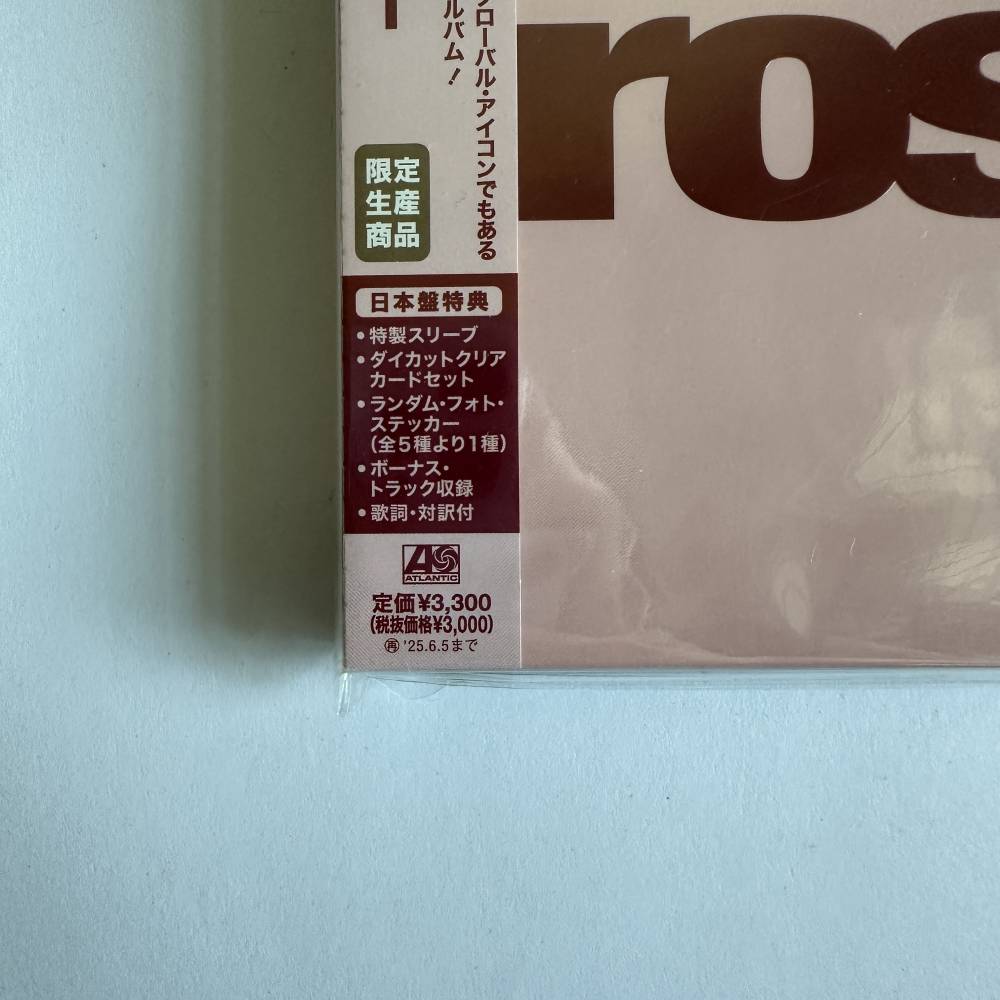 グローバル・アイコンでもある
ルバム!
限定
生産
商品
日本盤特典
• 特製スリーブ
• ダイカットクリア
カードセット
• ランダム・フォト・
ステッカー
(全5種より1種)
• ボーナス・
トラック収録
• 歌詞・対訳付
ATLANTIC
定価¥3,300
(税抜価格¥3,000)
㊞ '25.6.5まで
ros